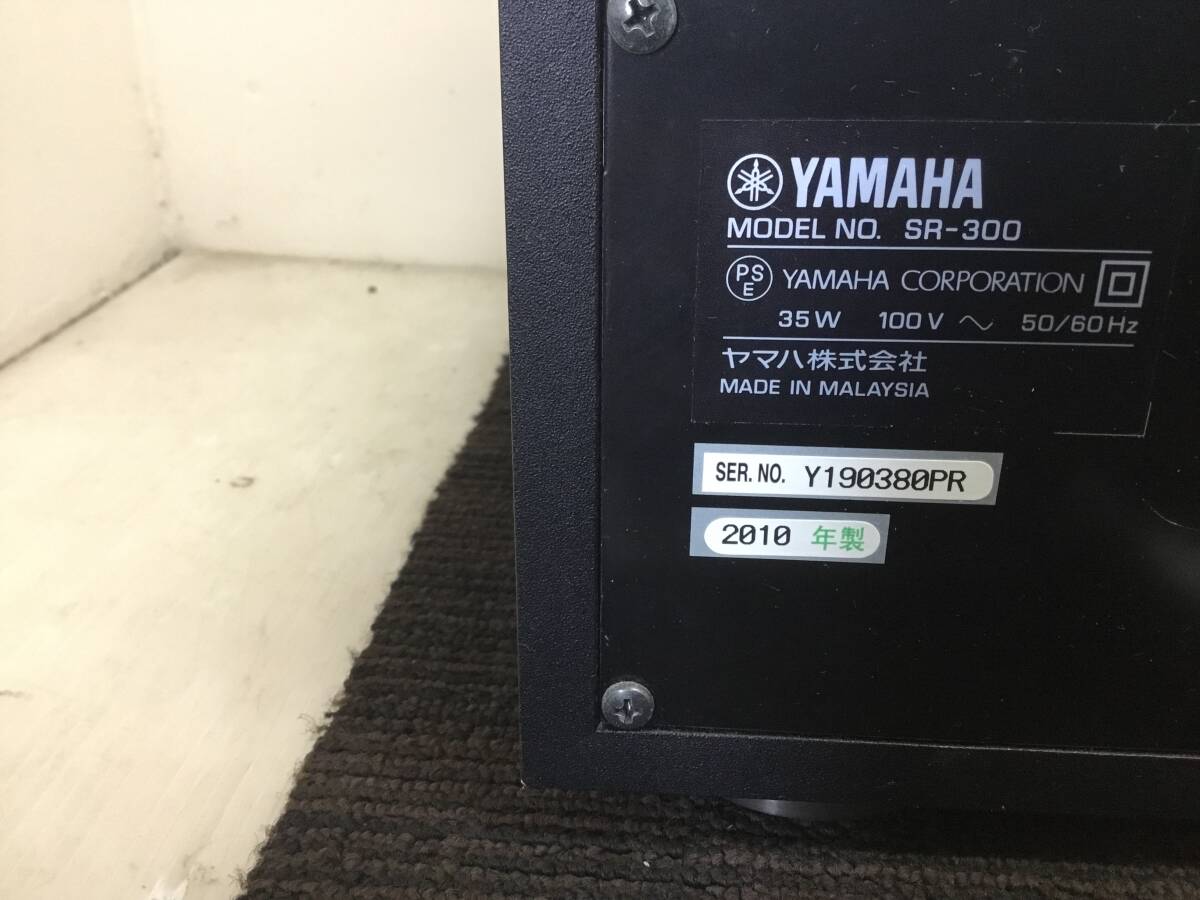 YAMAHA
MODEL NO. SR-300
PSE YAMAHA CORPORATION
35W 100V ～ 50/60Hz
ヤマハ株式会社
MADE IN MALAYSIA
SER. NO. Y190380PR
2010 年製